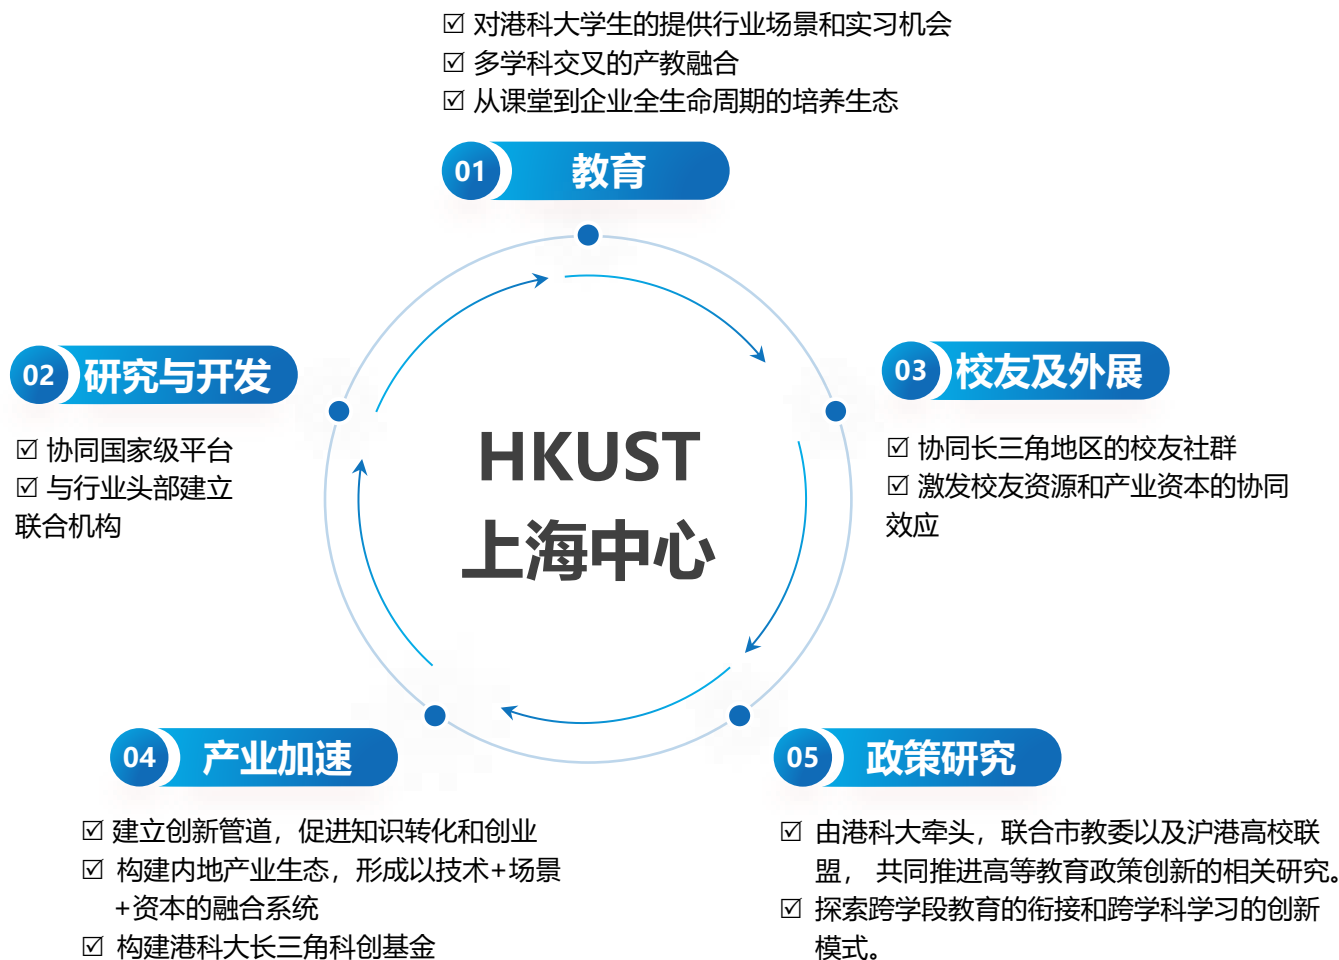 ☑ 对港科大学生的提供行业场景和实习机会
☑ 多学科交叉的产教融合
☑ 从课堂到企业全生命周期的培养生态
01 教育
02 研究与开发
☑ 协同国家级平台
☑ 与行业头部建立
联合机构
HKUST
上海中心
03 校友及外展
☑ 协同长三角地区的校友社群
☑ 激发校友资源和产业资本的协同
效应
04 产业加速
☑ 建立创新管道，促进知识转化和创业
☑ 构建内地产业生态，形成以技术+场景
+资本的融合系统
☑ 构建港科大长三角科创基金
05 政策研究
☑ 由港科大牵头，联合市教委以及沪港高校联
盟， 共同推进高等教育政策创新的相关研究。
☑ 探索跨学段教育的衔接和跨学科学习的创新
模式。